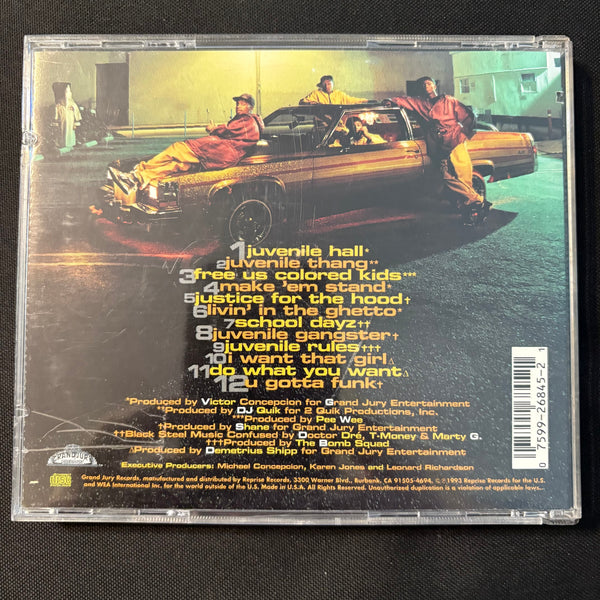 1 juvenile hall*
2 juvenile thang**
3 free us colored kids***
4 make 'em stand*
5 justice for the hood†
6 livin' in the ghetto*
7 school dayz††
8 juvenile gangster†
9 juvenile rules†††
10 i want that girl△
11 do what you want△
12 u gotta funk†
*Produced by Victor Concepcion for Grand Jury Entertainment
**Produced by DJ Quik for 2 Quik Productions, Inc.
***Produced by Pee Wee
†Produced by Shane for Grand Jury Entertainment
††Black Steel Music Confused by Doctor Dré, T-Money & Marty G.
†††Produced by The Bomb Squad
△Produced by Demetrius Shipp for Grand Jury Entertainment
Executive Producers: Michael Concepcion, Karen Jones and Leonard Richardson
GRAND JURY
Grand Jury Records, manufactured and distributed by Reprise Records, 3300 Warner Blvd., Burbank, CA 91505-4694, ©℗1993 Reprise Records for the U.S.
and WEA International Inc. for the world outside of the U.S. Made in U.S.A. All Rights Reserved. Unauthorized duplication is a violation of applicable laws...
0 7599-26845-2 1